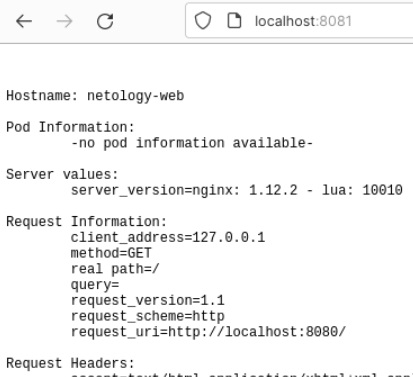 localhost:8081
Hostname: netology-web
Pod Information:
-no pod information available-
Server values:
server_version=nginx: 1.12.2 - lua: 10010
Request Information:
client_address=127.0.0.1
method=GET
real path=/
query=
request_version=1.1
request_scheme=http
request_uri=http://localhost:8080/
Request Headers: